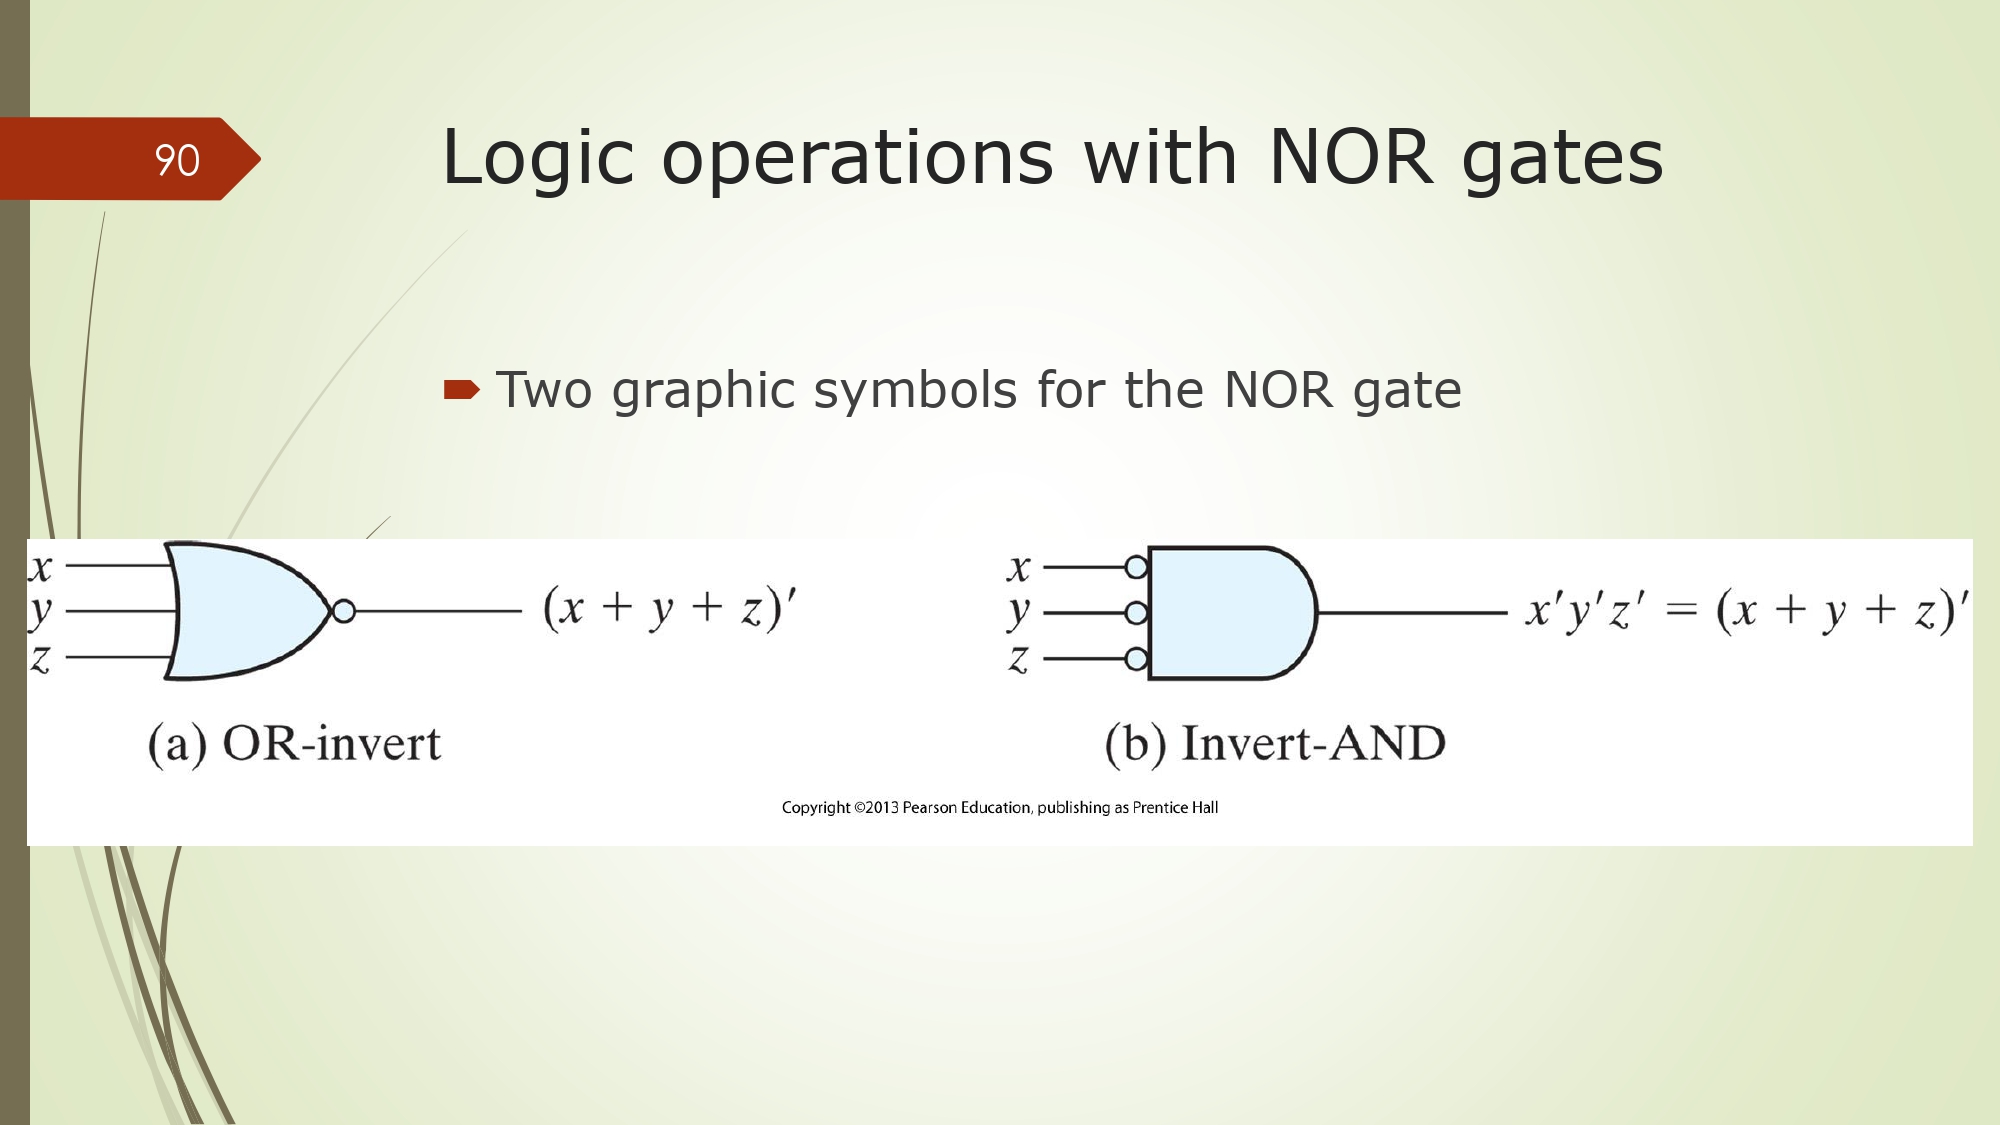 90
Logic operations with NOR gates
Two graphic symbols for the NOR gate
x
y
z
(x + y + z)′
(a) OR-invert
x
y
z
x′y′z′ = (x + y + z)′
(b) Invert-AND
Copyright ©2013 Pearson Education, publishing as Prentice Hall